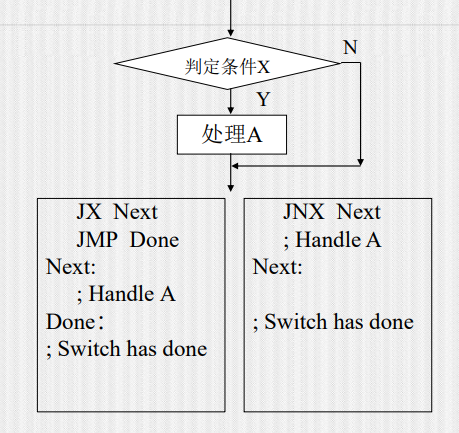 N
判定条件X
Y
处理A
JX Next
JMP Done
Next:
; Handle A
Done：
; Switch has done
JNX Next
; Handle A
Next:
; Switch has done